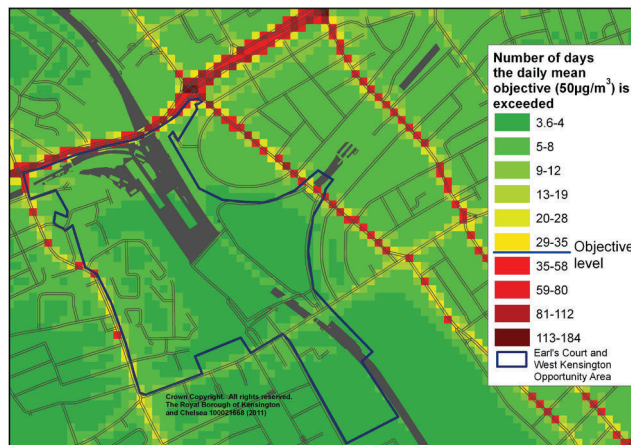 Number of days
the daily mean
objective (50µg/m³) is
exceeded
3.6-4
5-8
9-12
13-19
20-28
29-35
Objective
level
35-58
59-80
81-112
113-184
Earl's Court and
West Kensington
Opportunity Area
Crown Copyright. All rights reserved.
The Royal Borough of Kensington
and Chelsea 100021668 (2011)